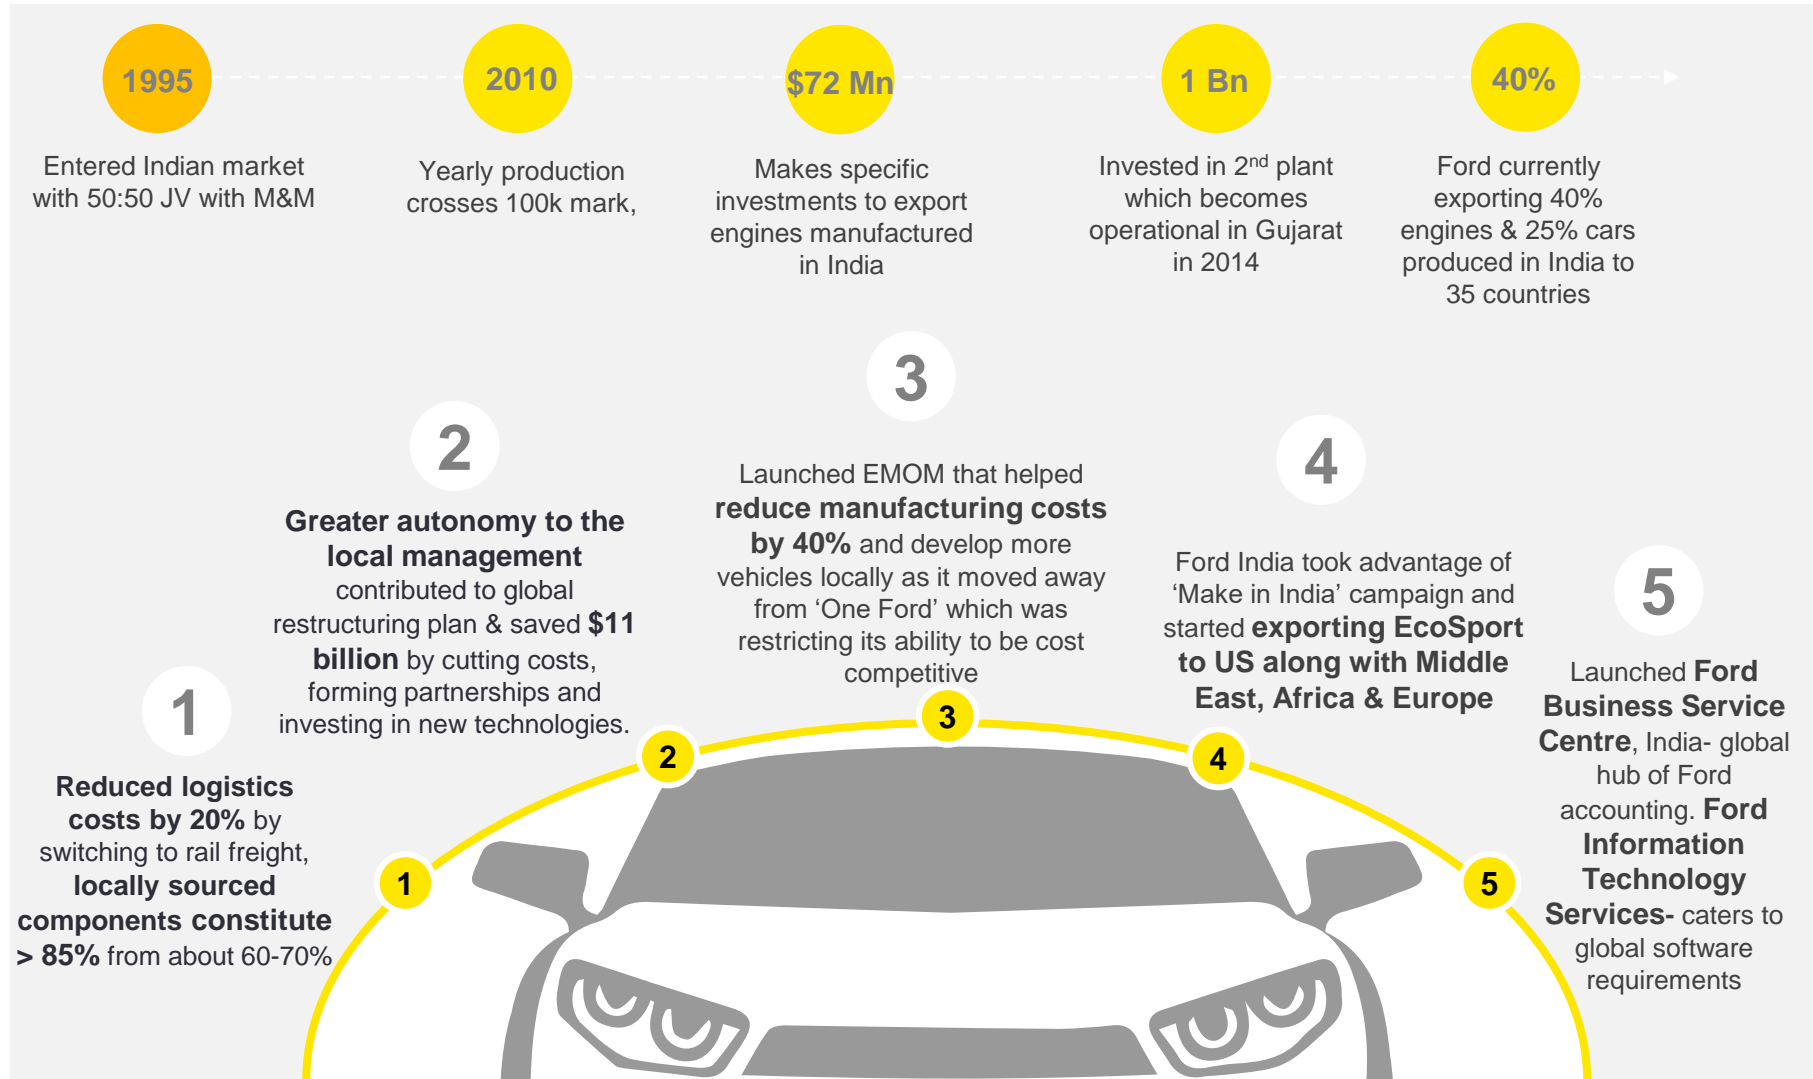 1995
Entered Indian market
with 50:50 JV with M&M
2010
Yearly production
crosses 100k mark,
$72 Mn
Makes specific
investments to export
engines manufactured
in India
1 Bn
Invested in 2nd plant
which becomes
operational in Gujarat
in 2014
40%
Ford currently
exporting 40%
engines & 25% cars
produced in India to
35 countries
1
Reduced logistics
costs by 20% by
switching to rail freight,
locally sourced
components constitute
> 85% from about 60-70%
2
Greater autonomy to the
local management
contributed to global
restructuring plan & saved $11
billion by cutting costs,
forming partnerships and
investing in new technologies.
3
Launched EMOM that helped
reduce manufacturing costs
by 40% and develop more
vehicles locally as it moved away
from ‘One Ford’ which was
restricting its ability to be cost
competitive
4
Ford India took advantage of
‘Make in India’ campaign and
started exporting EcoSport
to US along with Middle
East, Africa & Europe
5
Launched Ford
Business Service
Centre, India- global
hub of Ford
accounting. Ford
Information
Technology
Services- caters to
global software
requirements
1
2
3
4
5